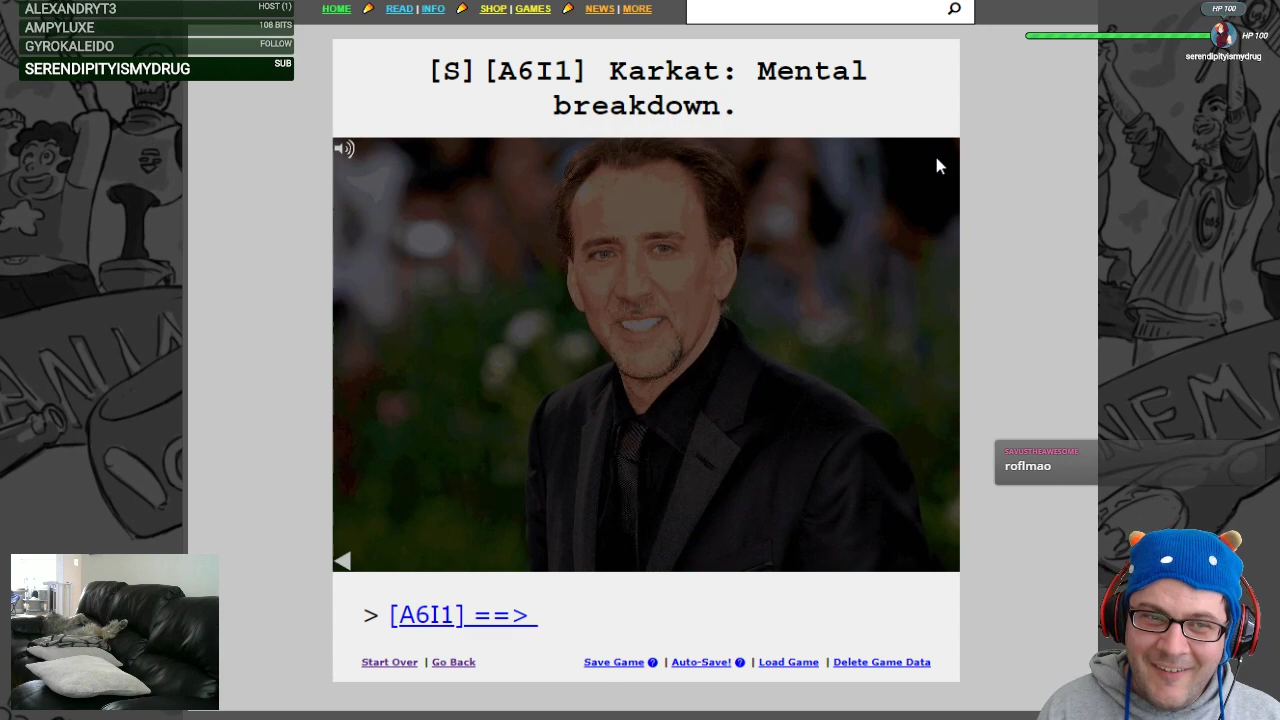 ALEXANDRYT3 HOST (1)
AMPYLUXE 108 BITS
GYROKALEIDO FOLLOW
SERENDIPITYISMYDRUG SUB
HOME READ | INFO SHOP | GAMES NEWS | MORE
HP 100
HP 100
serendipityismydrug
[S][A6I1] Karkat: Mental
breakdown.
SAVUSTHEAWESOME
roflmao
> [A6I1] ==>
Start Over | Go Back Save Game ? | Auto-Save! ? | Load Game | Delete Game Data